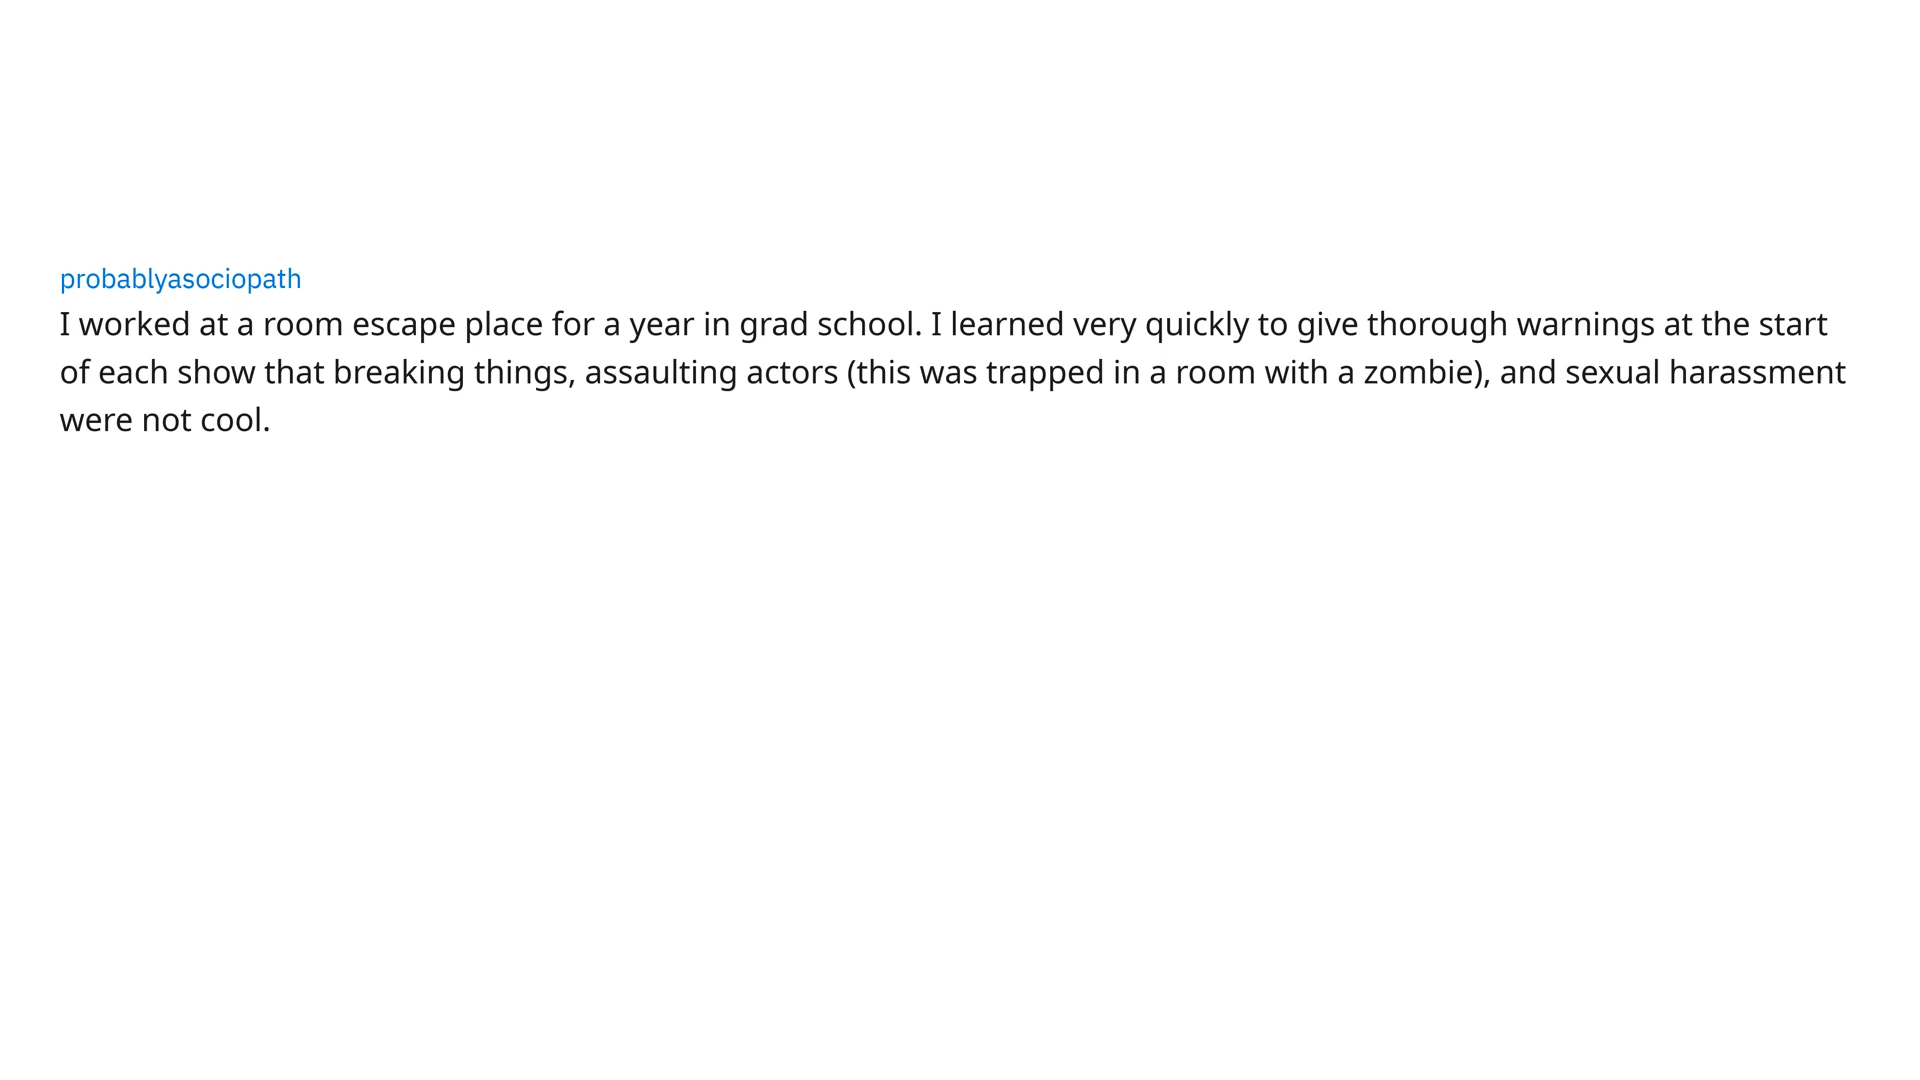 probablyasociopath
I worked at a room escape place for a year in grad school. I learned very quickly to give thorough warnings at the start
of each show that breaking things, assaulting actors (this was trapped in a room with a zombie), and sexual harassment
were not cool.